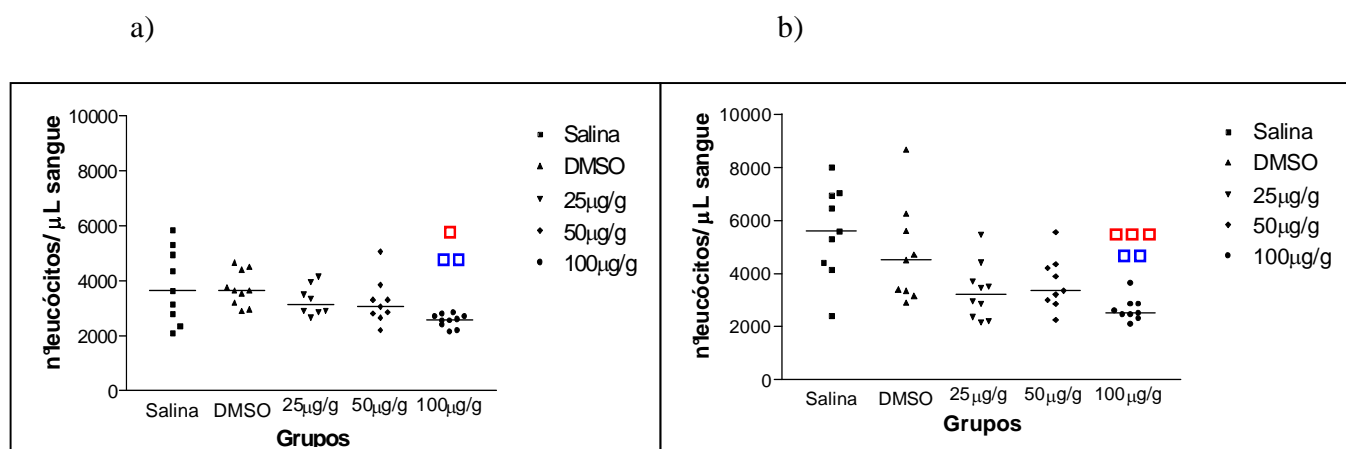 a)
b)
nºleucócitos/ μL sangue
10000
8000
6000
4000
2000
0
Salina
DMSO
25μg/g
50μg/g
100μg/g
Grupos
Salina
DMSO
25μg/g
50μg/g
100μg/g
nºleucócitos/ μL sangue
10000
8000
6000
4000
2000
0
Salina
DMSO
25μg/g
50μg/g
100μg/g
Grupos
Salina
DMSO
25μg/g
50μg/g
100μg/g